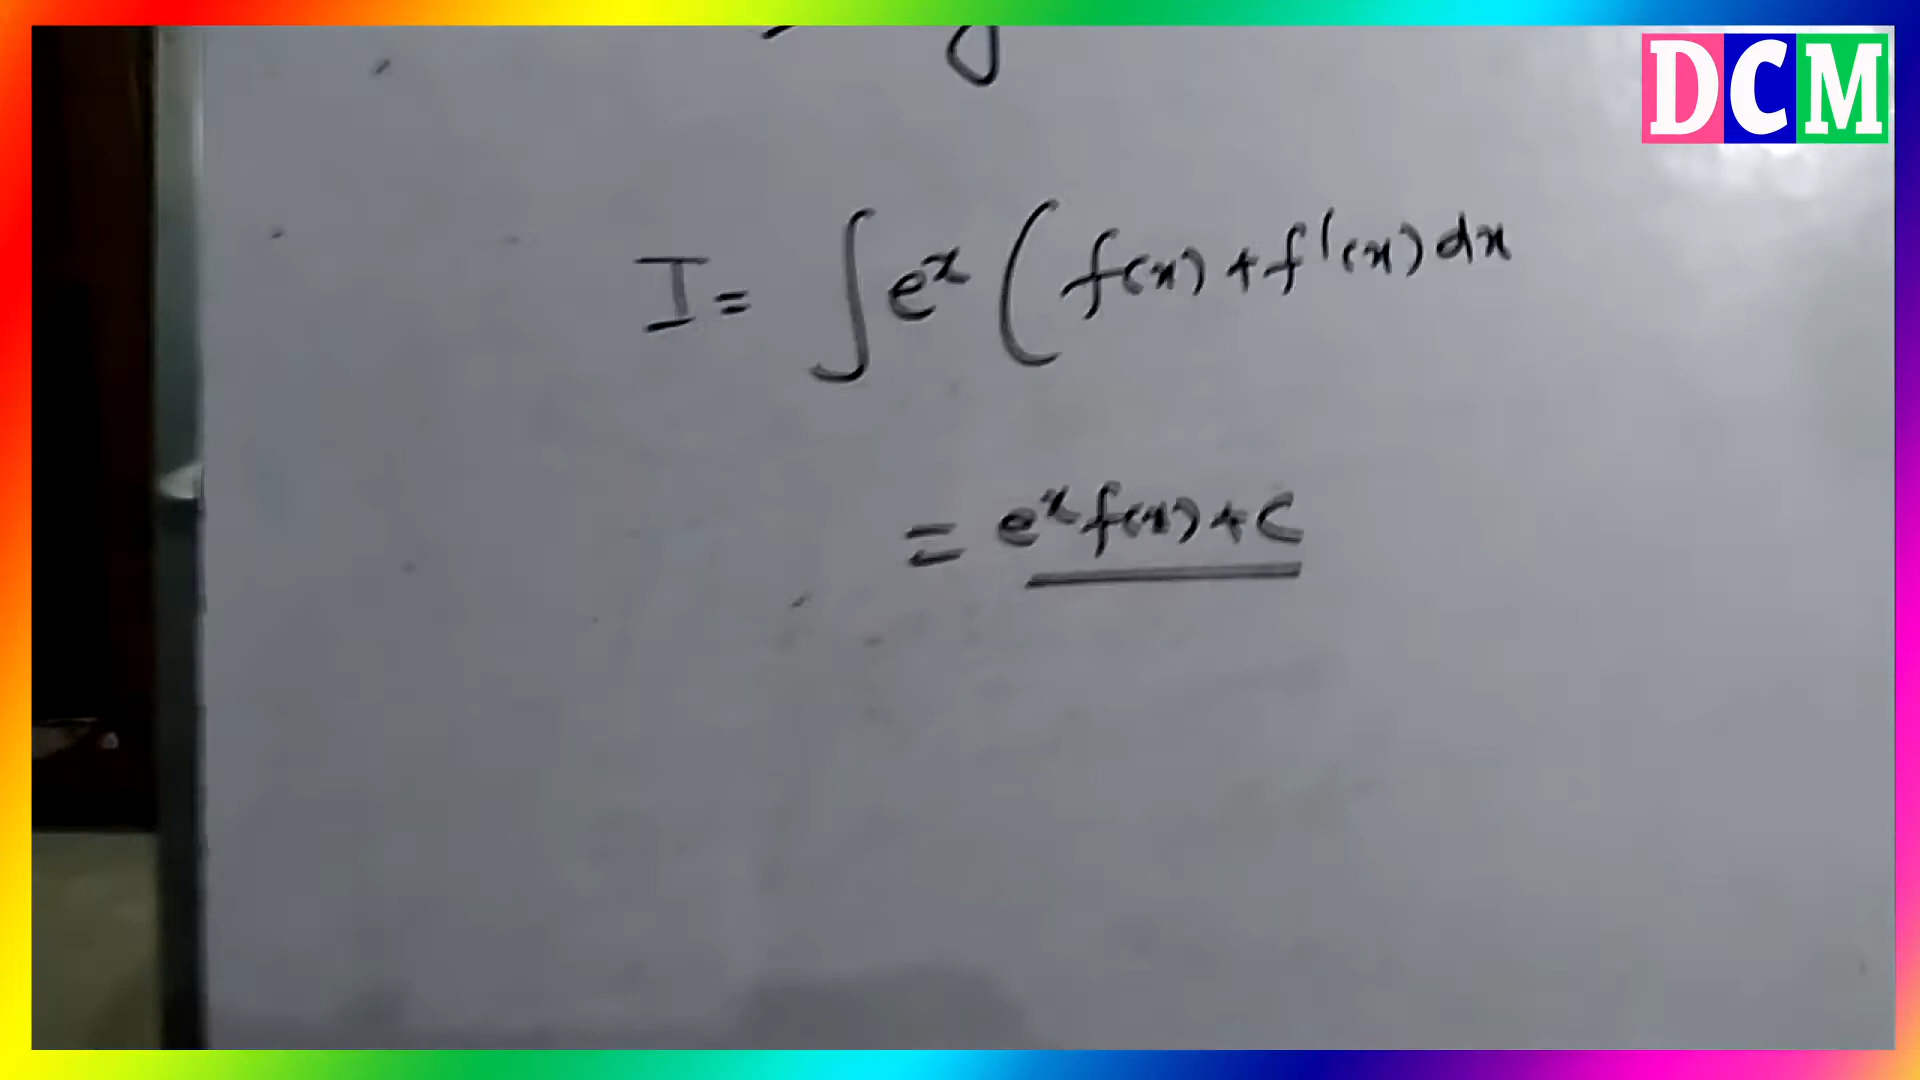 DCM
I = ∫ eˣ ( f(x) + f'(x) dx
= eˣ f(x) + C